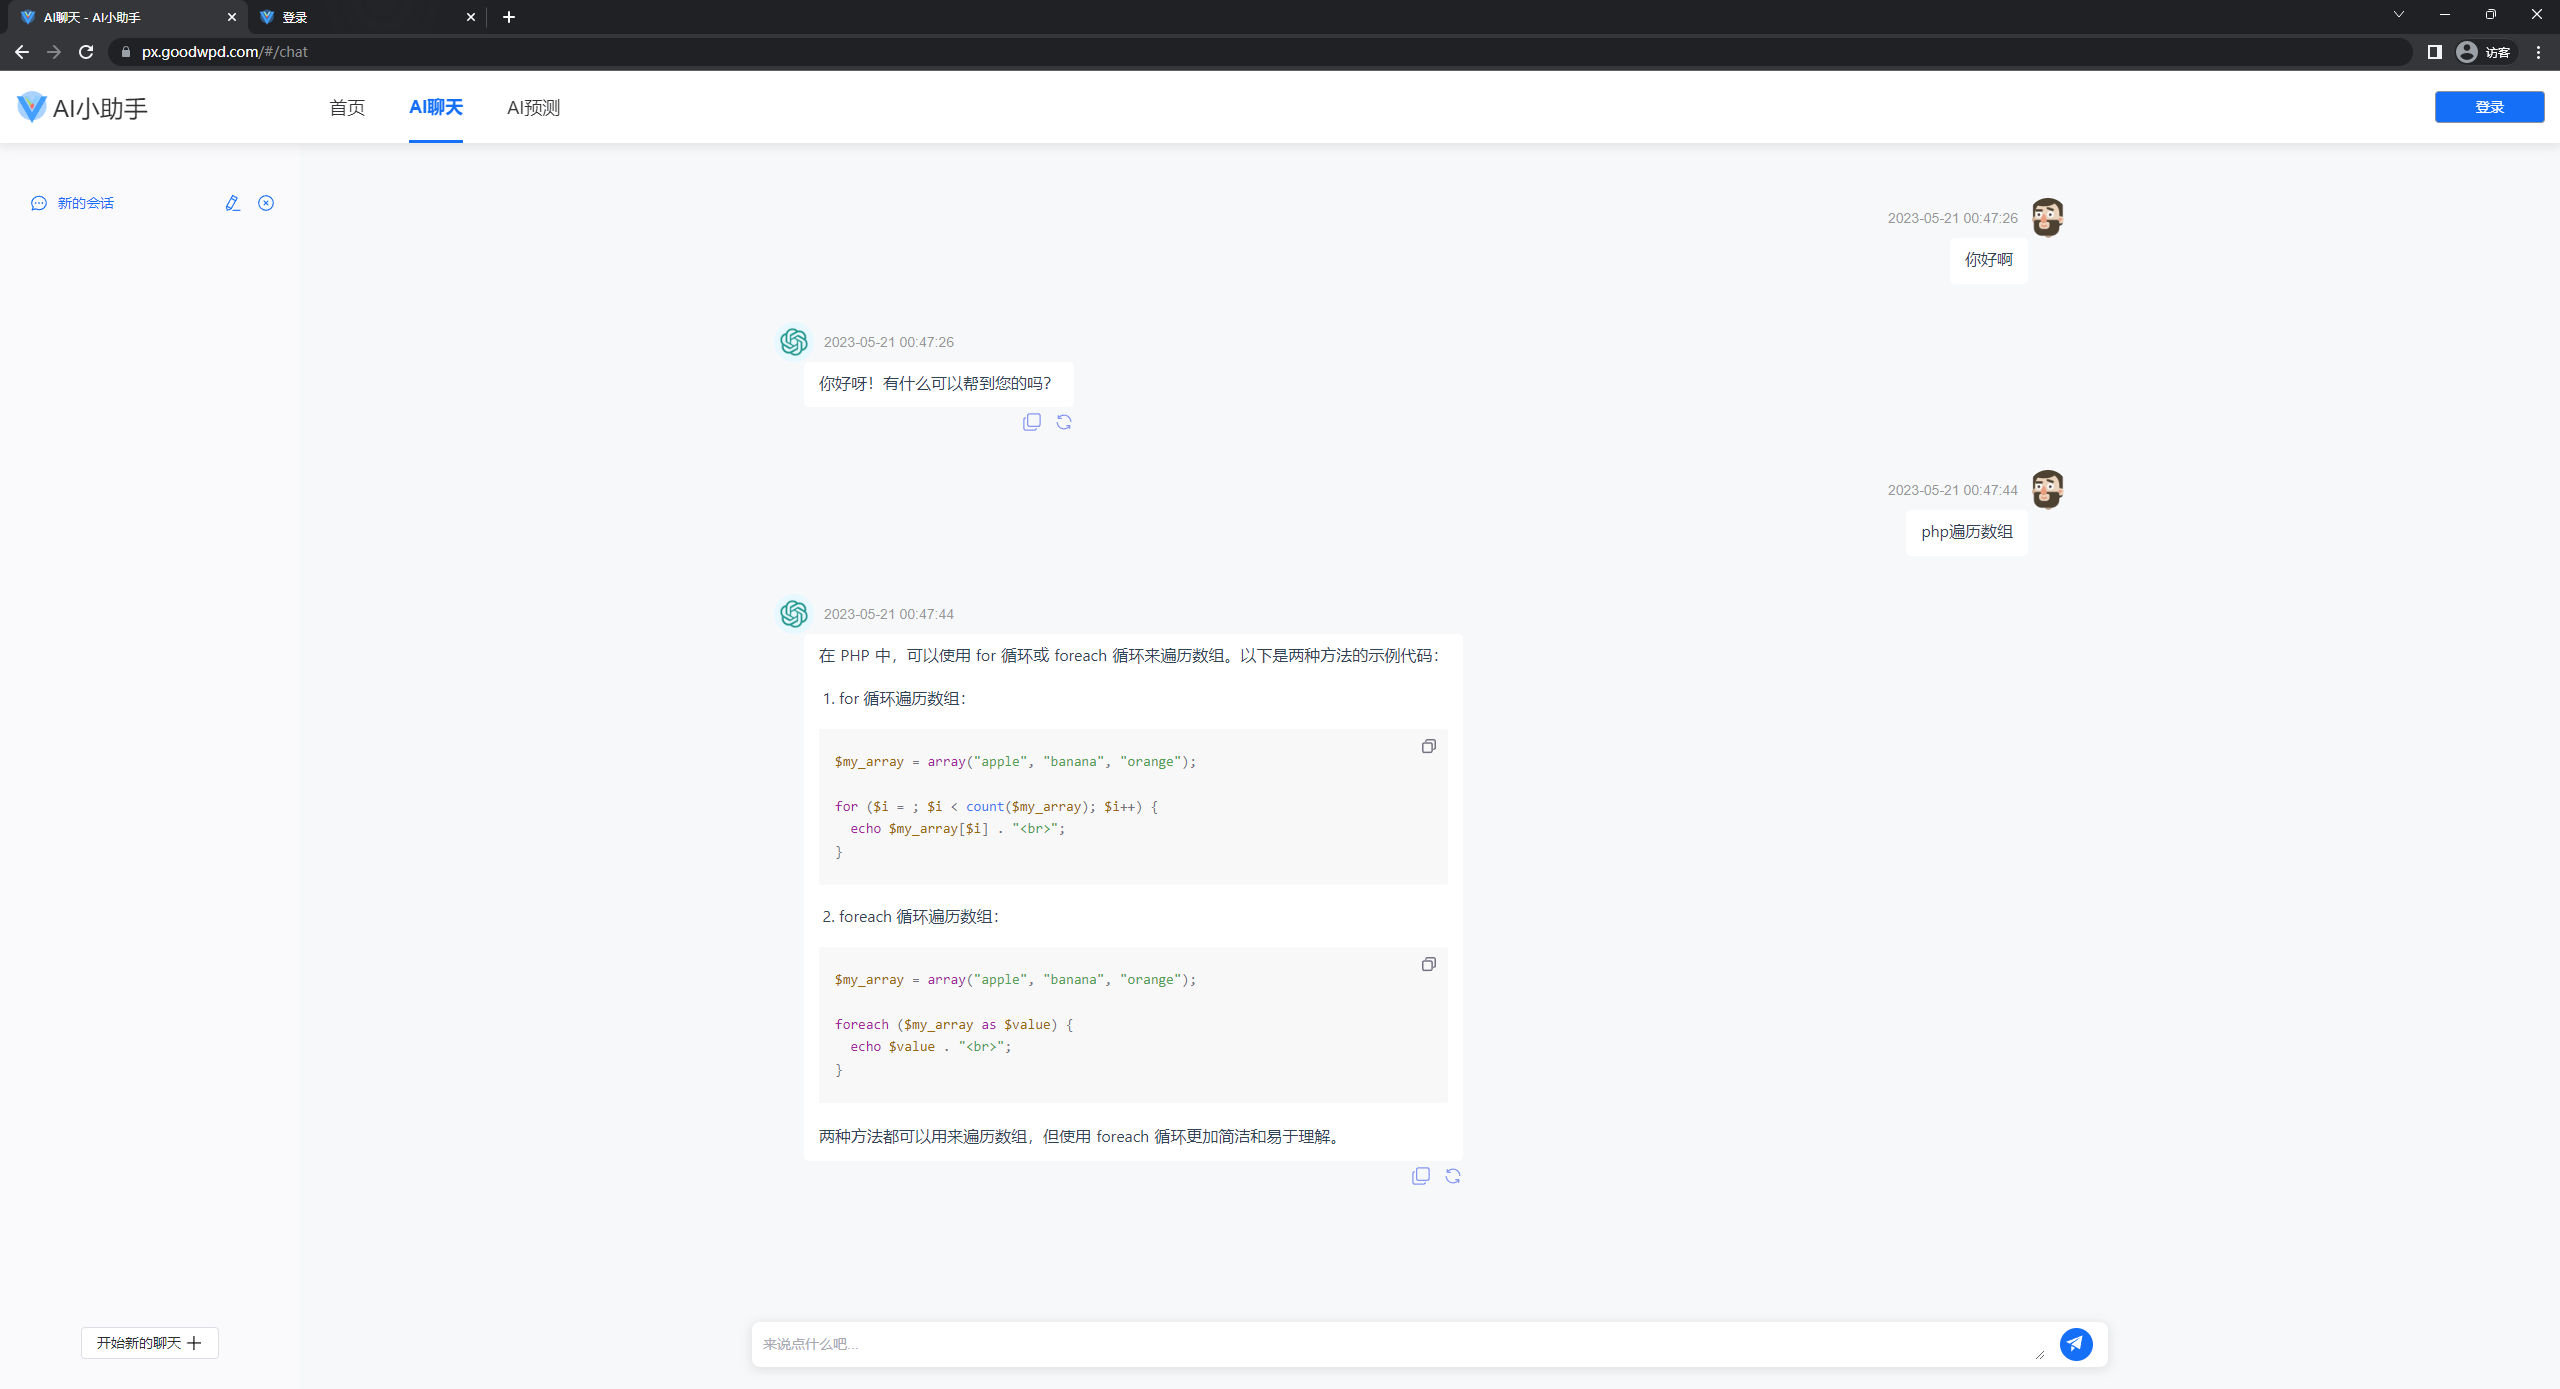 AI聊天 - AI小助手
登录
px.goodwpd.com/#/chat
访客
AI小助手
首页
AI聊天
AI预测
登录
新的会话
2023-05-21 00:47:26
你好啊
2023-05-21 00:47:26
你好呀！有什么可以帮到您的吗？
2023-05-21 00:47:44
php遍历数组
2023-05-21 00:47:44
在 PHP 中，可以使用 for 循环或 foreach 循环来遍历数组。以下是两种方法的示例代码：
1. for 循环遍历数组：
$my_array = array("apple", "banana", "orange");
for ($i = ; $i < count($my_array); $i++) {
echo $my_array[$i] . "<br>";
}
2. foreach 循环遍历数组：
$my_array = array("apple", "banana", "orange");
foreach ($my_array as $value) {
echo $value . "<br>";
}
两种方法都可以用来遍历数组，但使用 foreach 循环更加简洁和易于理解。
开始新的聊天
来说点什么吧...